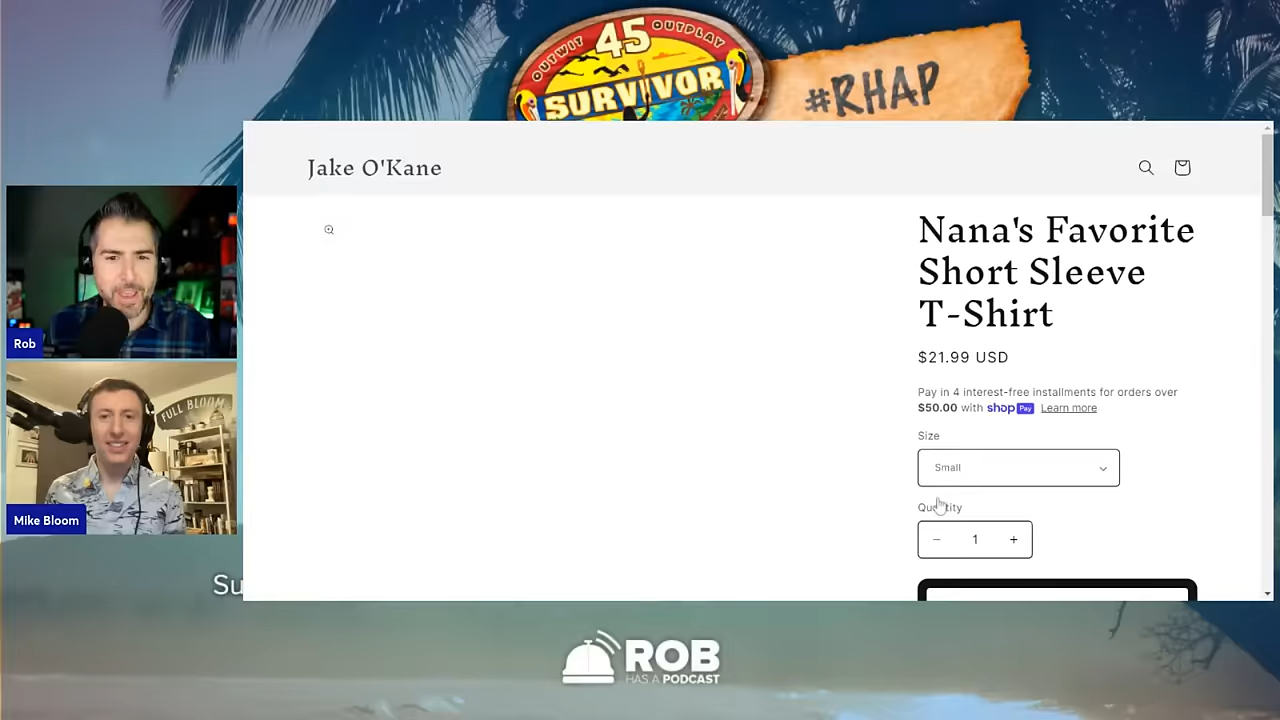 OUTWIT 45 OUTPLAY
SURVIVOR
#RHAP
Jake O'Kane
Nana's Favorite
Short Sleeve
T-Shirt
$21.99 USD
Pay in 4 interest-free installments for orders over
$50.00 with shop Pay Learn more
Size
Small
Quantity
− 1 +
Rob
FULL BLOOM
Mike Bloom
Su
ROB
HAS A PODCAST